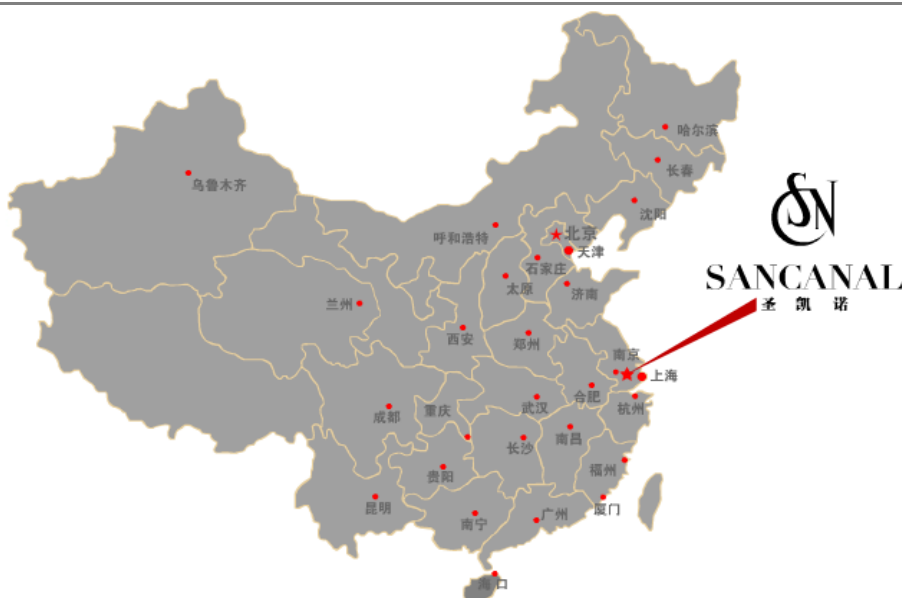 哈尔滨
长春
乌鲁木齐
沈阳
SN
呼和浩特
北京
天津
石家庄
SANCANAL
太原
济南
圣凯诺
兰州
西安
郑州
南京
上海
合肥
武汉
杭州
成都
重庆
南昌
长沙
福州
贵阳
昆明
厦门
广州
南宁
海口